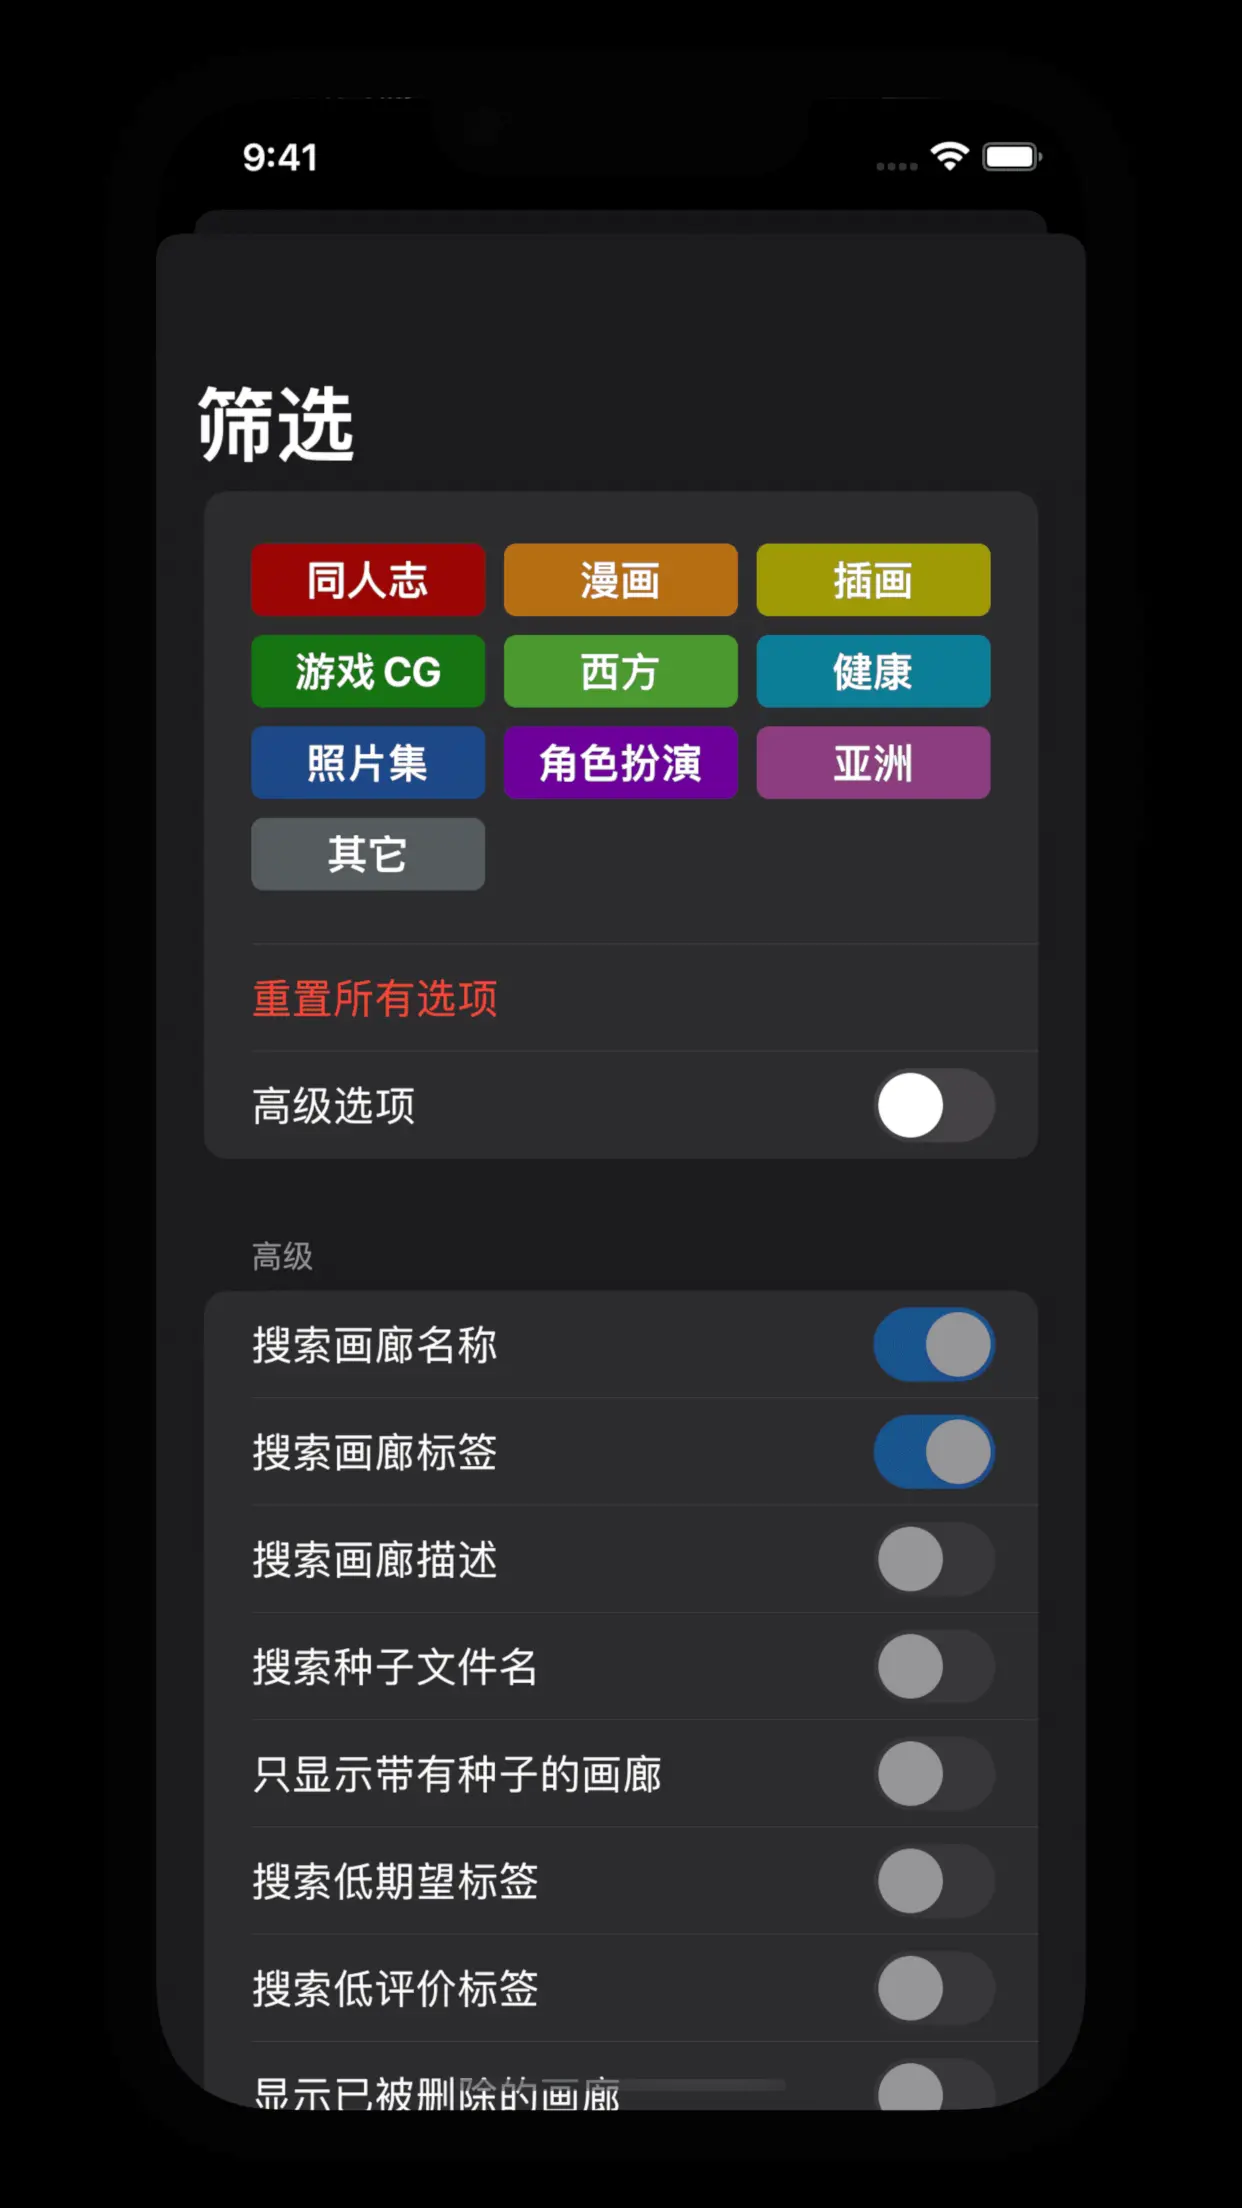 9:41
筛选
同人志 漫画 插画
游戏 CG 西方 健康
照片集 角色扮演 亚洲
其它
重置所有选项
高级选项
高级
搜索画廊名称
搜索画廊标签
搜索画廊描述
搜索种子文件名
只显示带有种子的画廊
搜索低期望标签
搜索低评价标签
显示已被删除的画廊